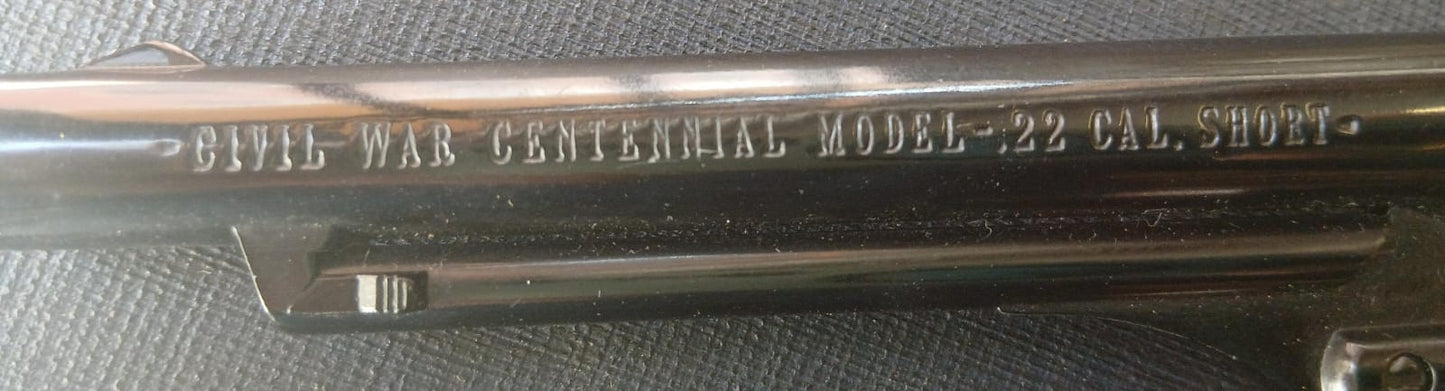 -CIVIL WAR CENTENNIAL MODEL-.22 CAL. SHORT-